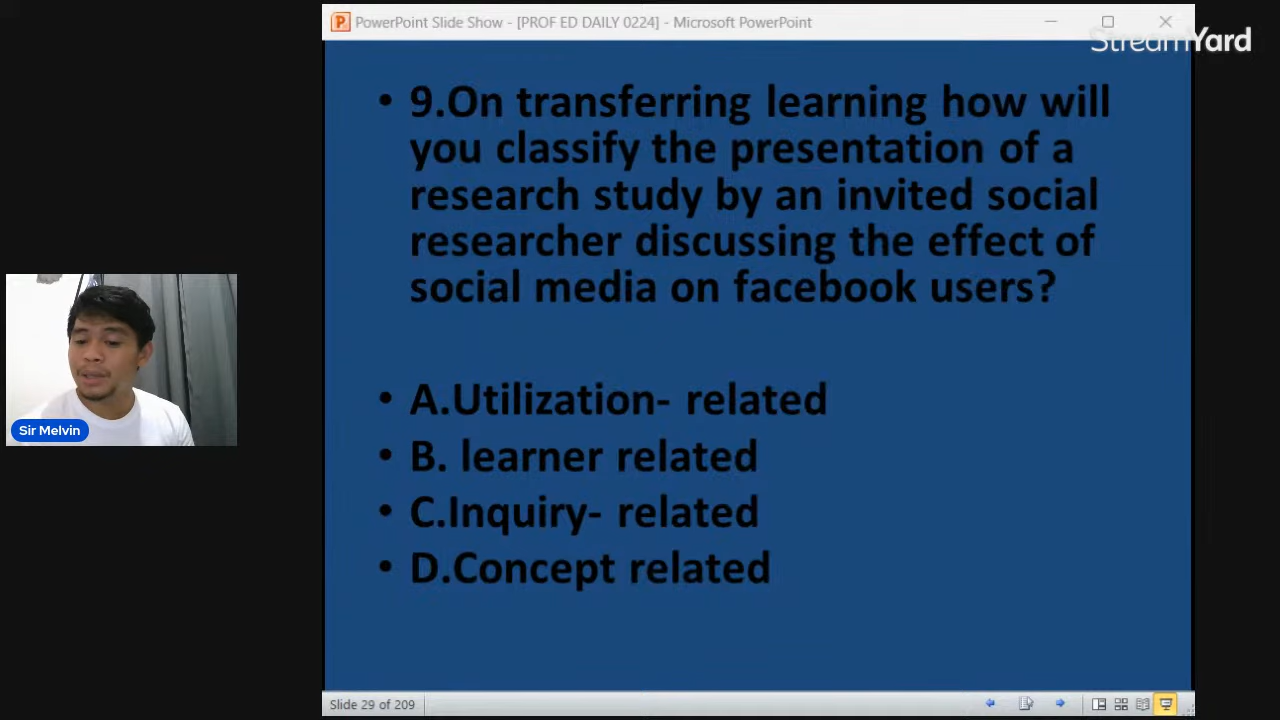 PowerPoint Slide Show - [PROF ED DAILY 0224] - Microsoft PowerPoint
StreamYard
• 9.On transferring learning how will
you classify the presentation of a
research study by an invited social
researcher discussing the effect of
social media on facebook users?
• A.Utilization- related
• B. learner related
• C.Inquiry- related
• D.Concept related
Sir Melvin
Slide 29 of 209